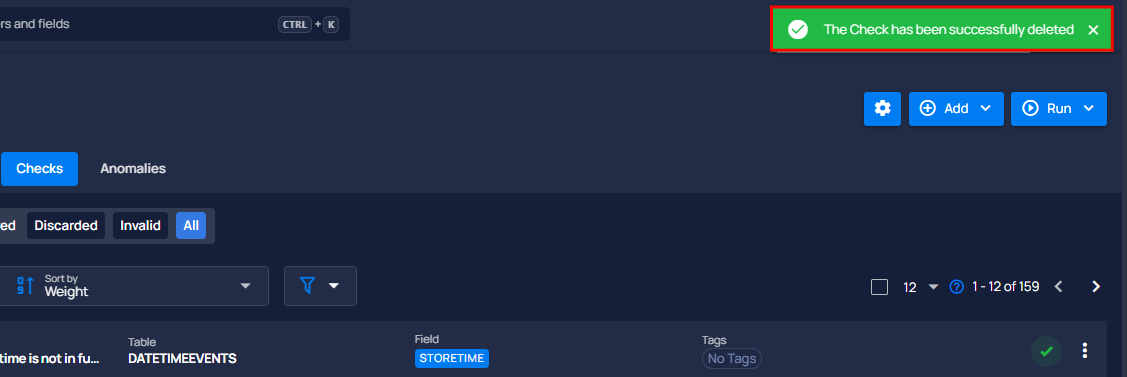 rs and fields CTRL + K
The Check has been successfully deleted
Add Run
Checks Anomalies
ed Discarded Invalid All
Sort by
Weight
12 1 - 12 of 159
time is not in fu... Table Field Tags
DATETIMEEVENTS STORETIME No Tags